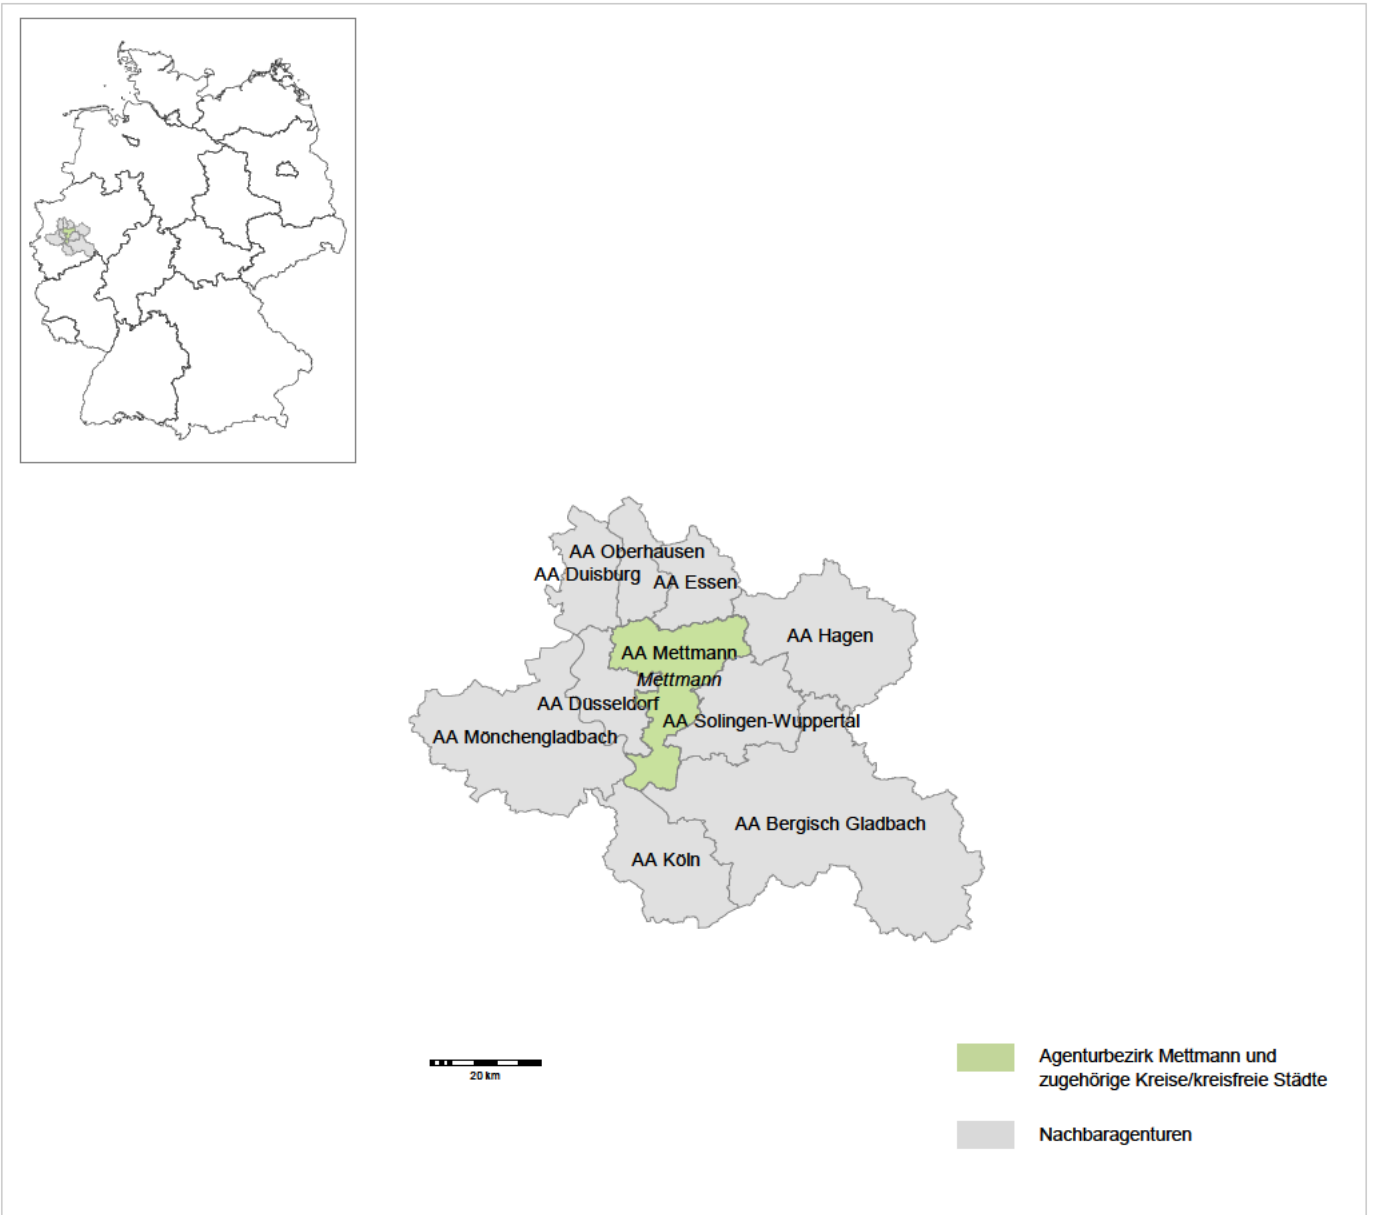 AA Oberhausen
AA Duisburg
AA Essen
AA Hagen
AA Mettmann
Mettmann
AA Düsseldorf
AA Solingen-Wuppertal
AA Mönchengladbach
AA Bergisch Gladbach
AA Köln
20 km
Agenturbezirk Mettmann und
zugehörige Kreise/kreisfreie Städte
Nachbaragenturen